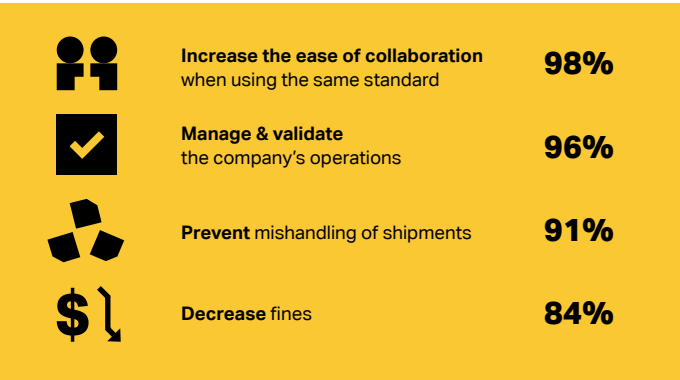 Increase the ease of collaboration
when using the same standard
98%
Manage & validate
the company's operations
96%
Prevent mishandling of shipments
91%
$
Decrease fines
84%